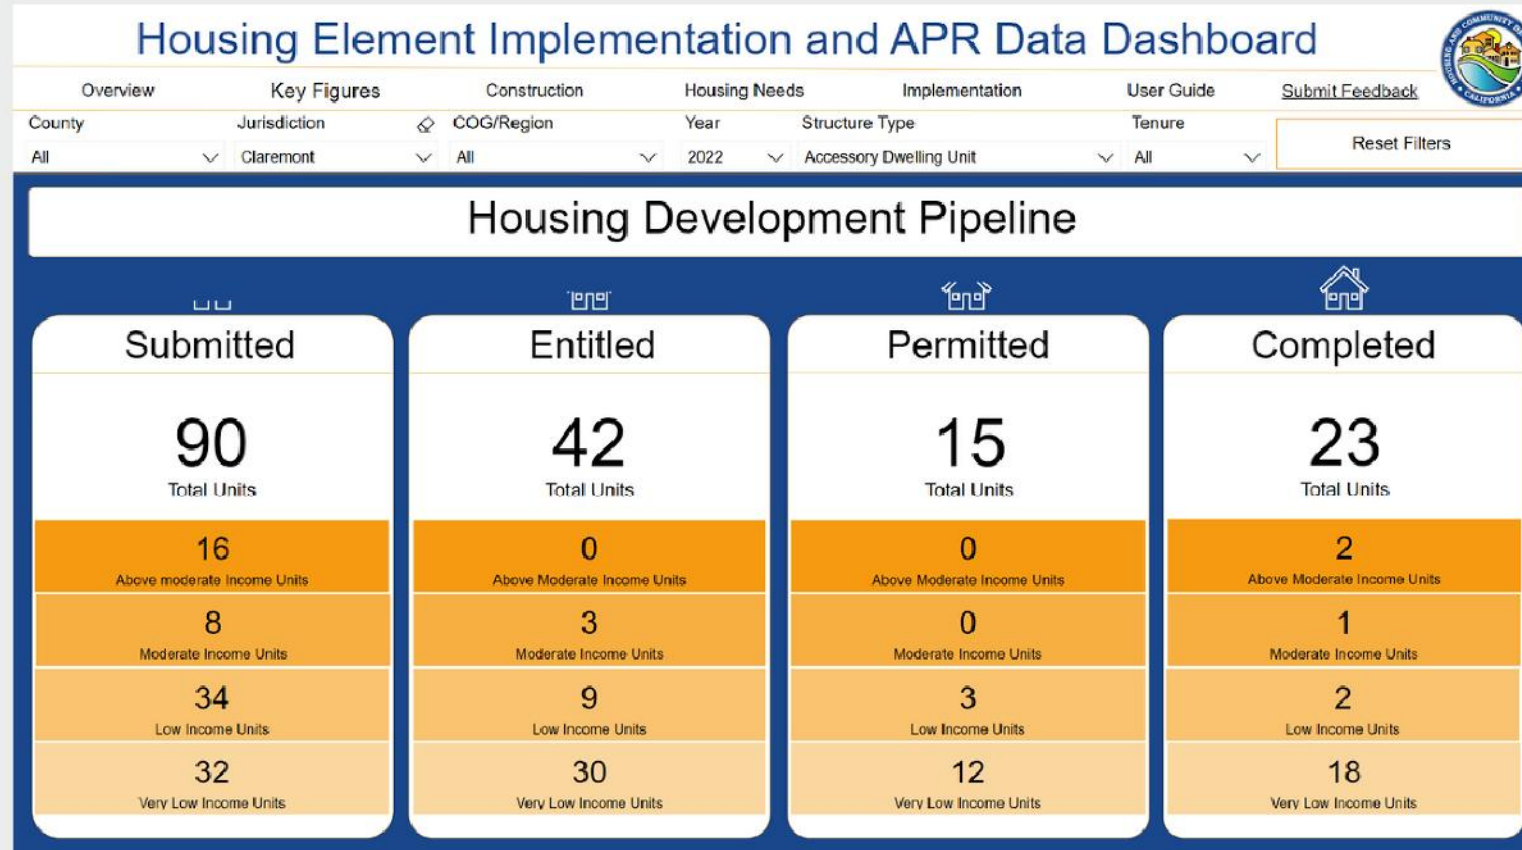 Housing Element Implementation and APR Data Dashboard
Overview Key Figures Construction Housing Needs Implementation User Guide Submit Feedback
County Jurisdiction COG/Region Year Structure Type Tenure
All Claremont All 2022 Accessory Dwelling Unit All Reset Filters
Housing Development Pipeline
Submitted
90
Total Units
16
Above moderate Income Units
8
Moderate Income Units
34
Low Income Units
32
Very Low Income Units
Entitled
42
Total Units
0
Above Moderate Income Units
3
Moderate Income Units
9
Low Income Units
30
Very Low Income Units
Permitted
15
Total Units
0
Above Moderate Income Units
0
Moderate Income Units
3
Low Income Units
12
Very Low Income Units
Completed
23
Total Units
2
Above Moderate Income Units
1
Moderate Income Units
2
Low Income Units
18
Very Low Income Units
HOUSING AND COMMUNITY
CALIFORNIA